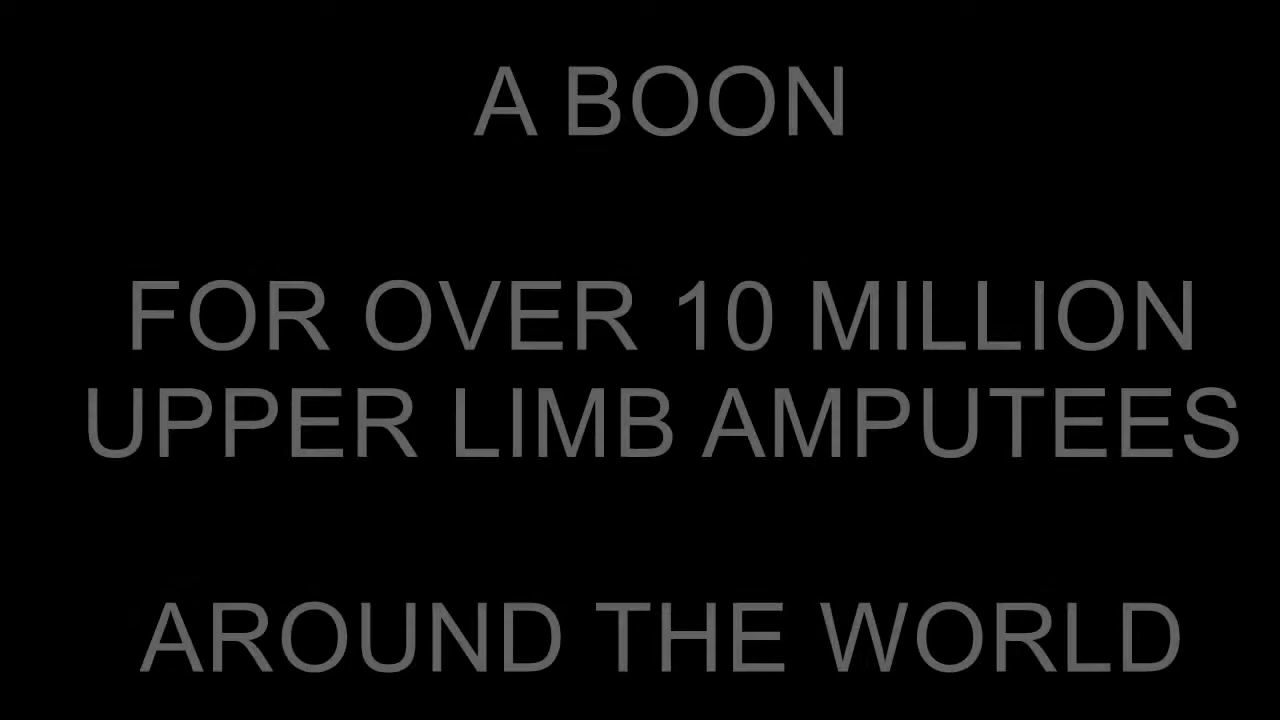 A BOON
FOR OVER 10 MILLION
UPPER LIMB AMPUTEES
AROUND THE WORLD